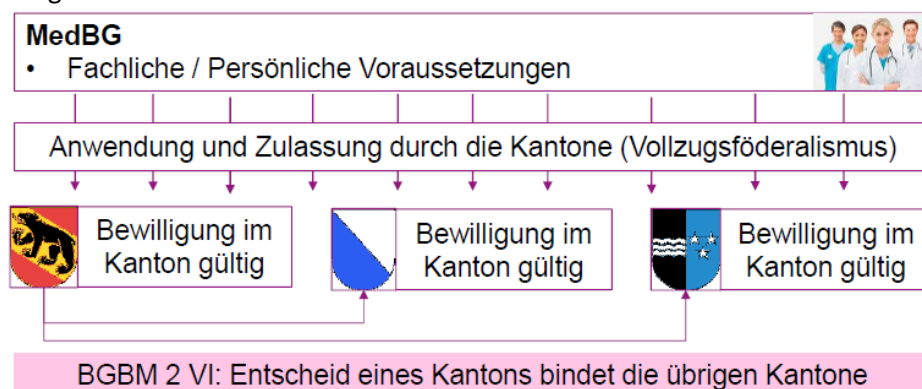 MedBG
• Fachliche / Persönliche Voraussetzungen
Anwendung und Zulassung durch die Kantone (Vollzugsföderalismus)
Bewilligung im
Kanton gültig
Bewilligung im
Kanton gültig
Bewilligung im
Kanton gültig
BGBM 2 VI: Entscheid eines Kantons bindet die übrigen Kantone